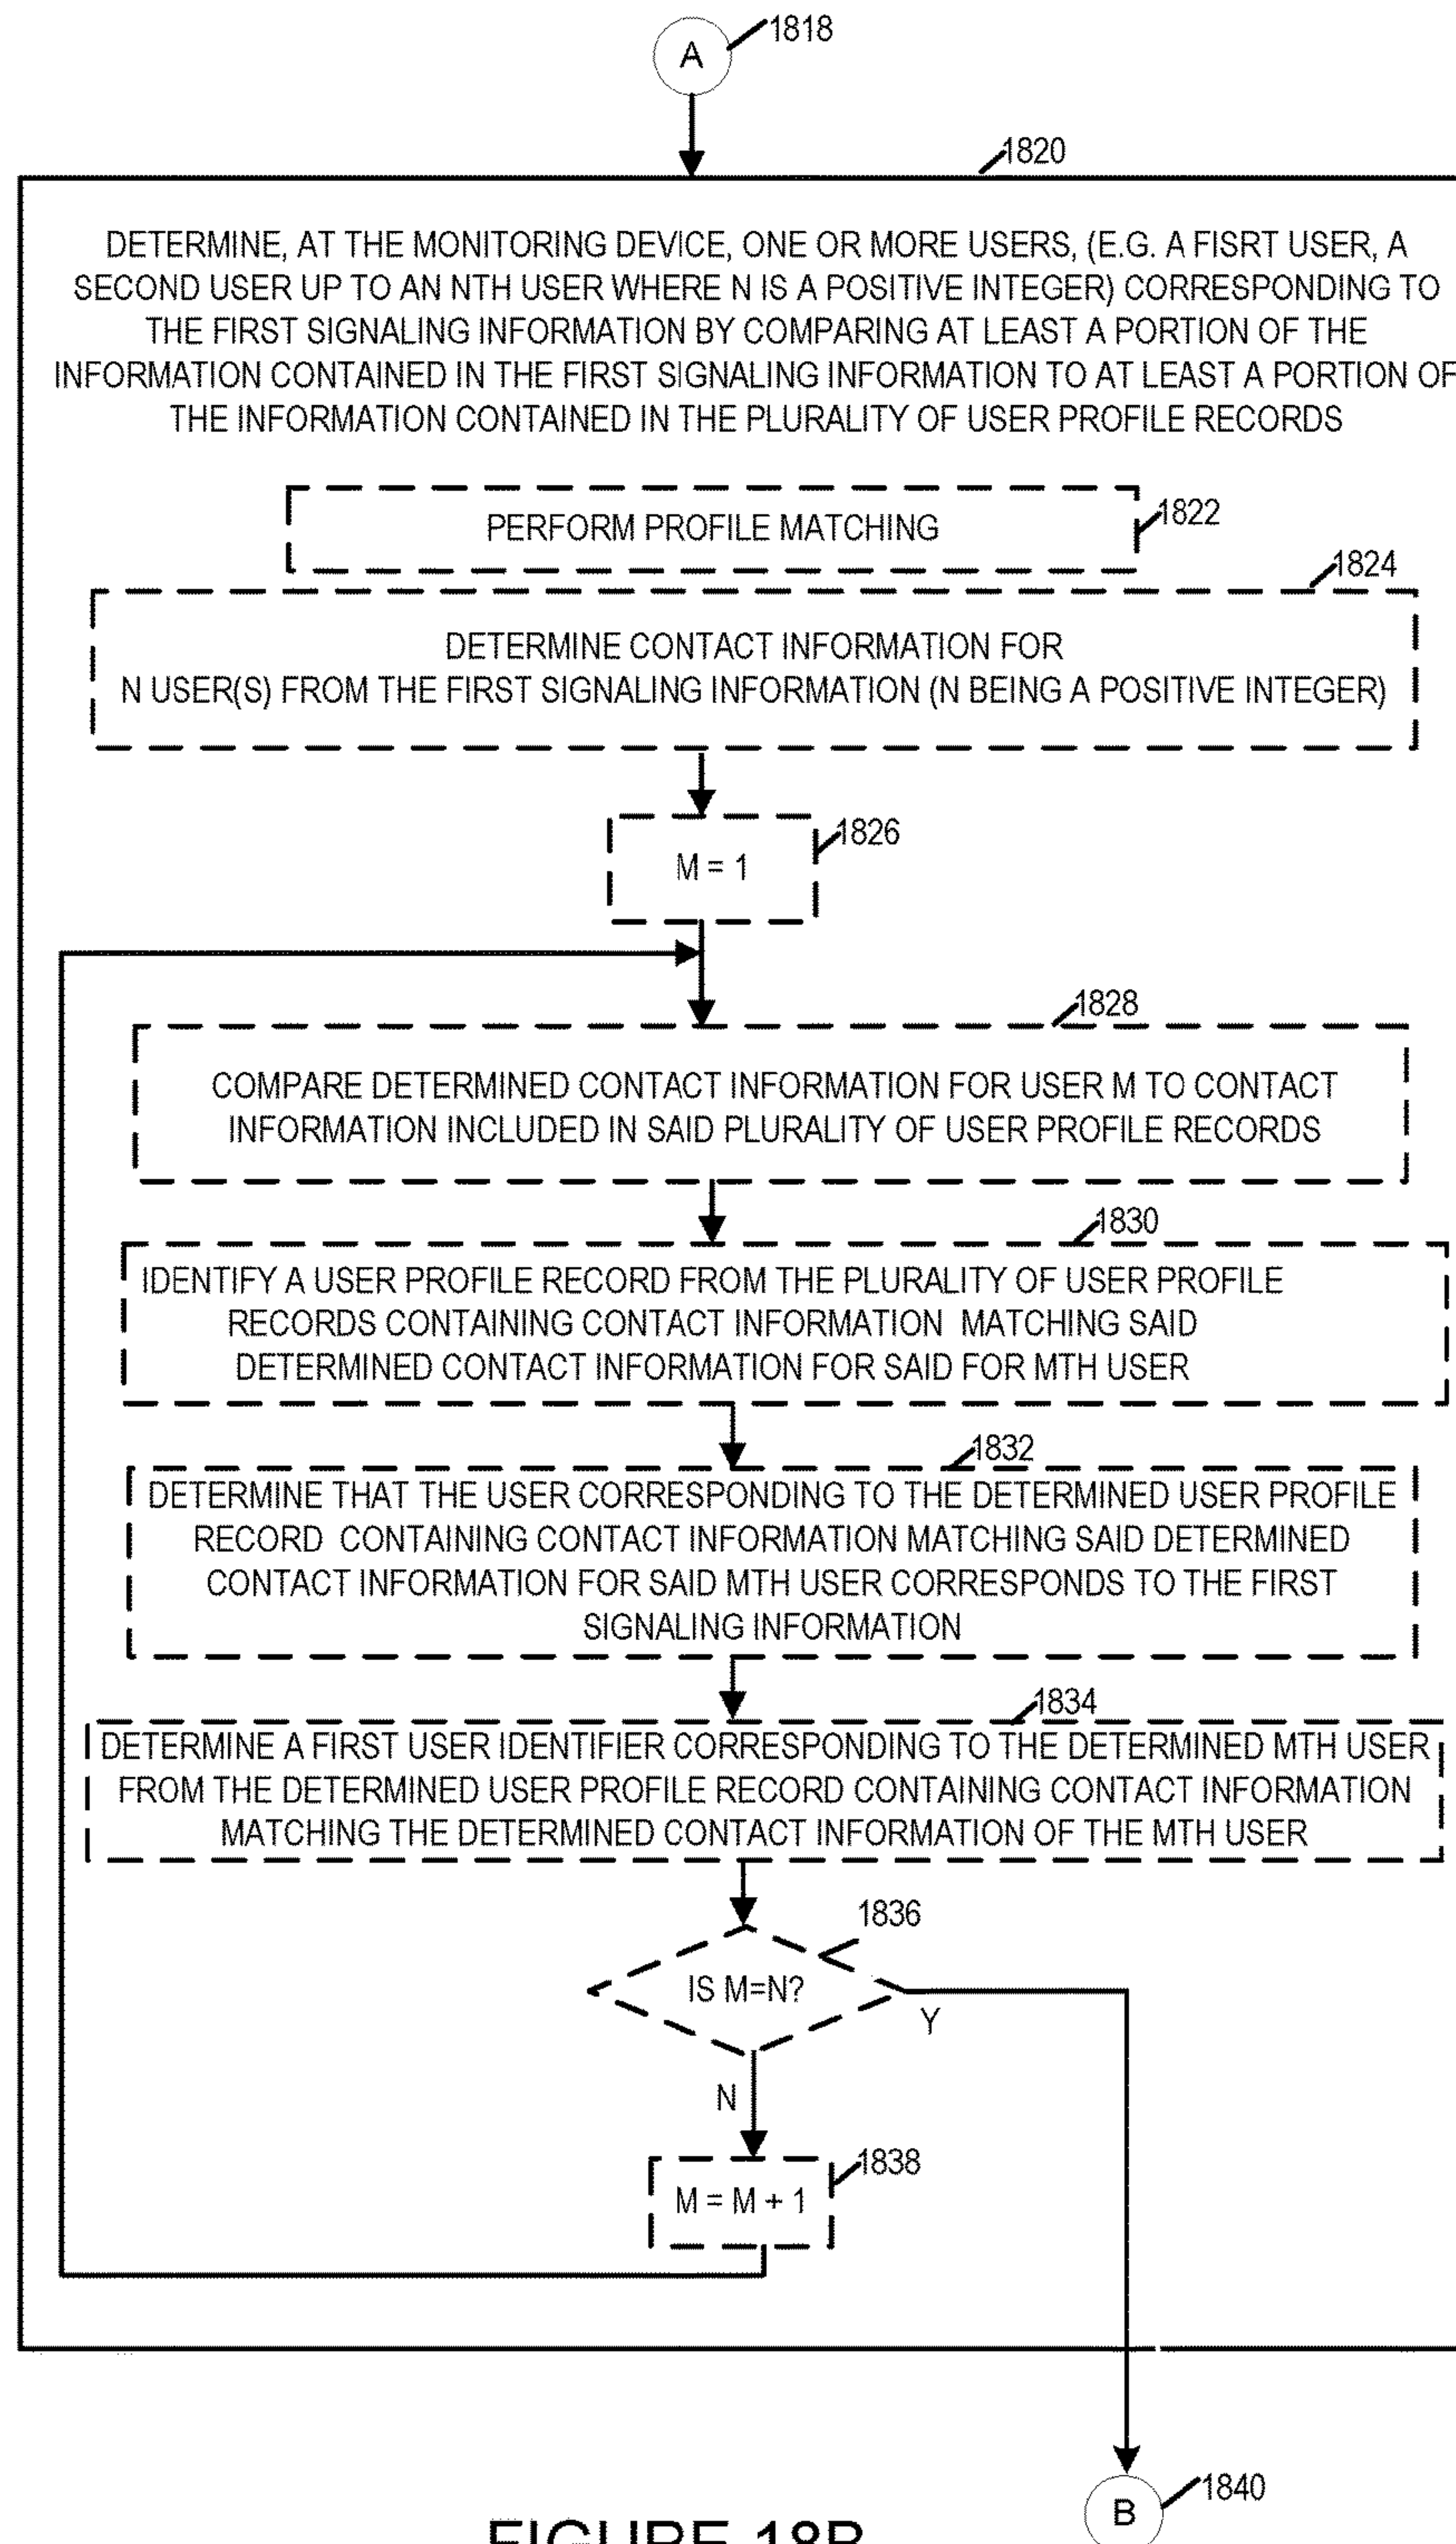 1818
A
1820
DETERMINE, AT THE MONITORING DEVICE, ONE OR MORE USERS, (E.G. A FISRT USER, A
SECOND USER UP TO AN NTH USER WHERE N IS A POSITIVE INTEGER) CORRESPONDING TO
THE FIRST SIGNALING INFORMATION BY COMPARING AT LEAST A PORTION OF THE
INFORMATION CONTAINED IN THE FIRST SIGNALING INFORMATION TO AT LEAST A PORTION OF
THE INFORMATION CONTAINED IN THE PLURALITY OF USER PROFILE RECORDS
PERFORM PROFILE MATCHING
1822
1824
DETERMINE CONTACT INFORMATION FOR
N USER(S) FROM THE FIRST SIGNALING INFORMATION (N BEING A POSITIVE INTEGER)
1826
M = 1
1828
COMPARE DETERMINED CONTACT INFORMATION FOR USER M TO CONTACT
INFORMATION INCLUDED IN SAID PLURALITY OF USER PROFILE RECORDS
1830
IDENTIFY A USER PROFILE RECORD FROM THE PLURALITY OF USER PROFILE
RECORDS CONTAINING CONTACT INFORMATION MATCHING SAID
DETERMINED CONTACT INFORMATION FOR SAID FOR MTH USER
1832
DETERMINE THAT THE USER CORRESPONDING TO THE DETERMINED USER PROFILE
RECORD CONTAINING CONTACT INFORMATION MATCHING SAID DETERMINED
CONTACT INFORMATION FOR SAID MTH USER CORRESPONDS TO THE FIRST
SIGNALING INFORMATION
1834
DETERMINE A FIRST USER IDENTIFIER CORRESPONDING TO THE DETERMINED MTH USER
FROM THE DETERMINED USER PROFILE RECORD CONTAINING CONTACT INFORMATION
MATCHING THE DETERMINED CONTACT INFORMATION OF THE MTH USER
1836
IS M=N?
Y
N
1838
M = M + 1
1840
B
FIGURE 18B